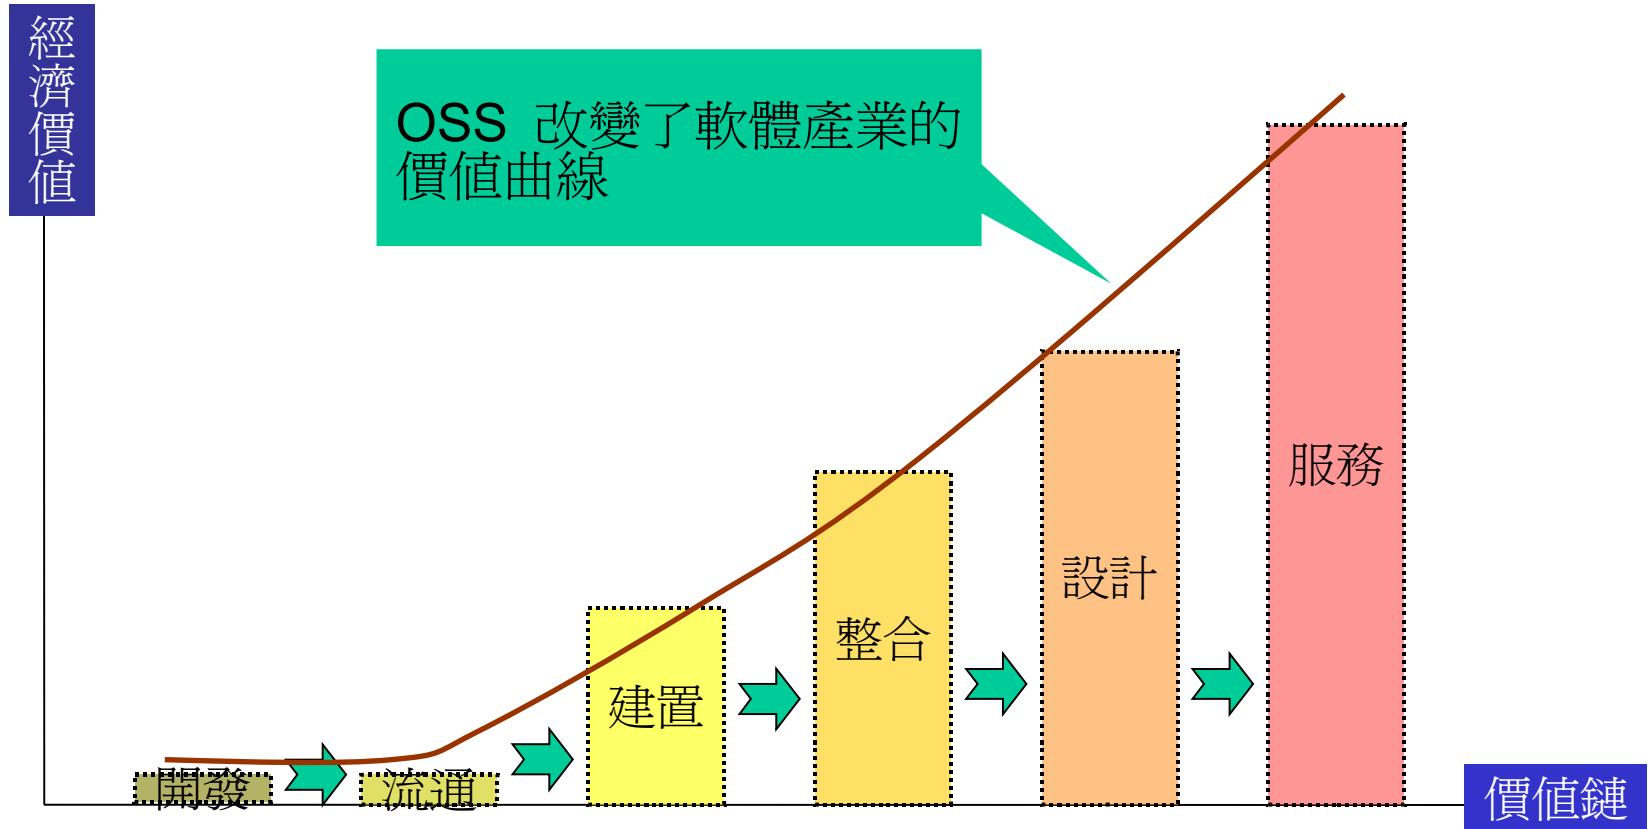 經濟價值
OSS 改變了軟體產業的
價值曲線
開發
流通
建置
整合
設計
服務
價值鏈